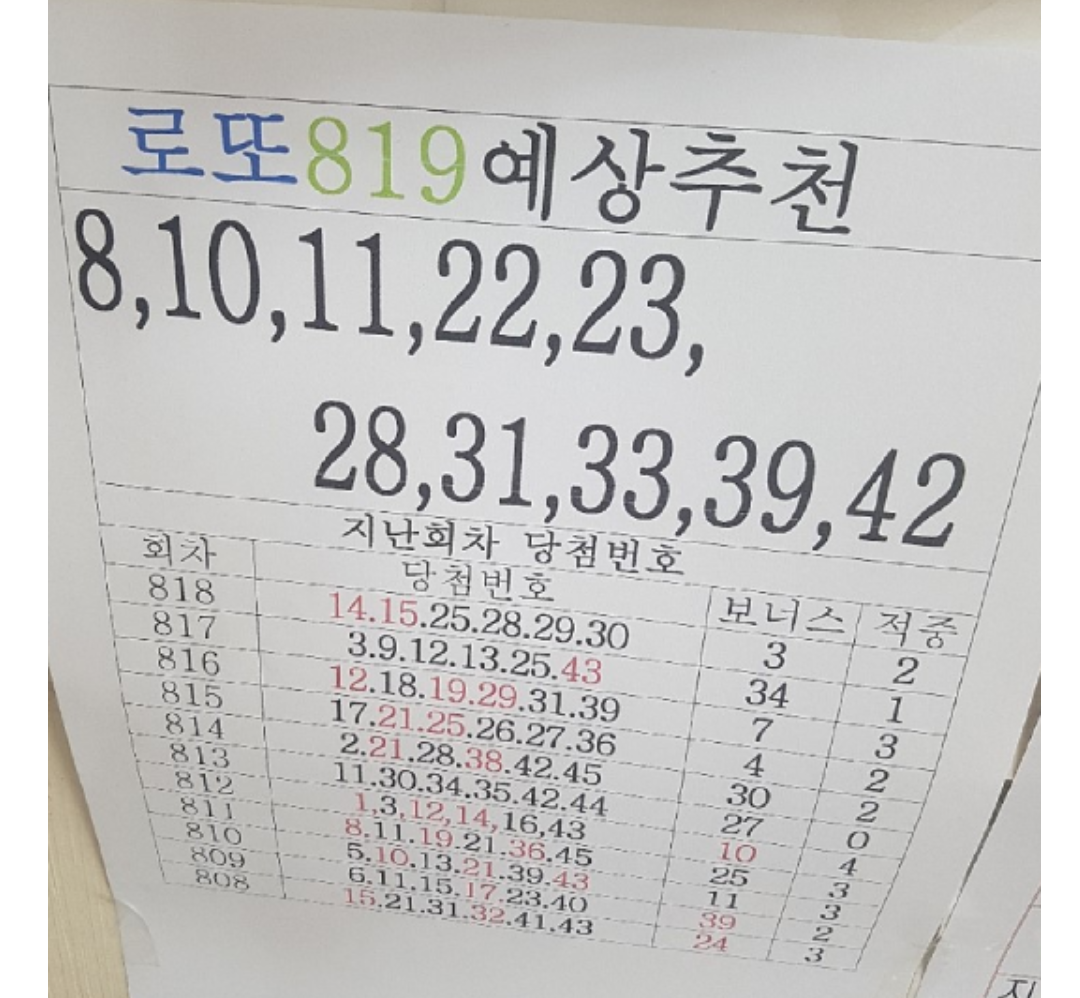 로또819예상추천
8,10,11,22,23,
28,31,33,39,42
지난회차 당첨번호
회차 당첨번호 보니스 적중
818 14.15.25.28.29.30 3 2
817 3.9.12.13.25.43 34 1
816 12.18.19.29.31.39 7 3
815 17.21.25.26.27.36 4 2
814 2.21.28.38.42.45 30 2
813 11.30.34.35.42.44 27 0
812 1,3,12,14,16,43 10 4
811 8.11.19.21.36.45 25 3
810 5.10.13.21.39.43 11 3
809 6.11.15.17.23.40 39 2
808 15.21.31.32.41.43 24 3